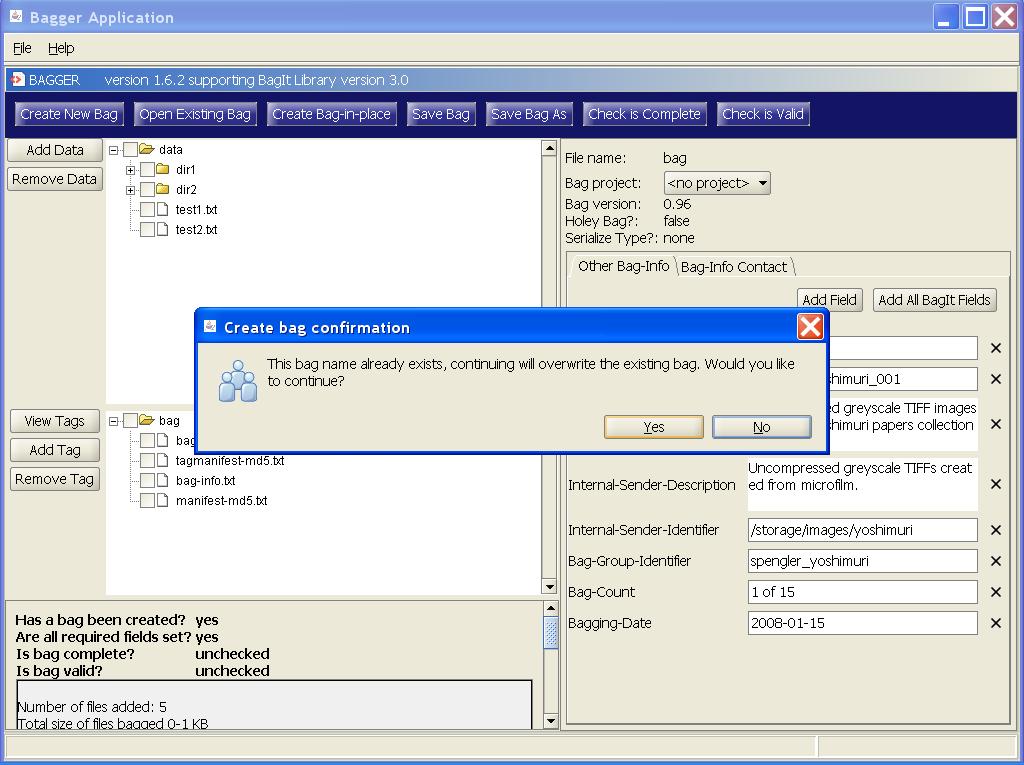 Bagger Application
File Help
BAGGER version 1.6.2 supporting BagIt Library version 3.0
Create New Bag Open Existing Bag Create Bag-in-place Save Bag Save Bag As Check is Complete Check is Valid
Add Data
Remove Data
data
dir1
dir2
test1.txt
test2.txt
File name: bag
Bag project: <no project>
Bag version: 0.96
Holey Bag?: false
Serialize Type?: none
Other Bag-Info Bag-Info Contact
Add Field Add All BagIt Fields
Create bag confirmation
This bag name already exists, continuing will overwrite the existing bag. Would you like
to continue?
Yes No
himuri_001
d greyscale TIFF images
himuri papers collection
View Tags
Add Tag
Remove Tag
bag
bag
tagmanifest-md5.txt
bag-info.txt
manifest-md5.txt
Internal-Sender-Description Uncompressed greyscale TIFFs creat
ed from microfilm.
Internal-Sender-Identifier /storage/images/yoshimuri
Bag-Group-Identifier spengler_yoshimuri
Bag-Count 1 of 15
Bagging-Date 2008-01-15
Has a bag been created? yes
Are all required fields set? yes
Is bag complete? unchecked
Is bag valid? unchecked
Number of files added: 5
Total size of files bagged 0-1 KB